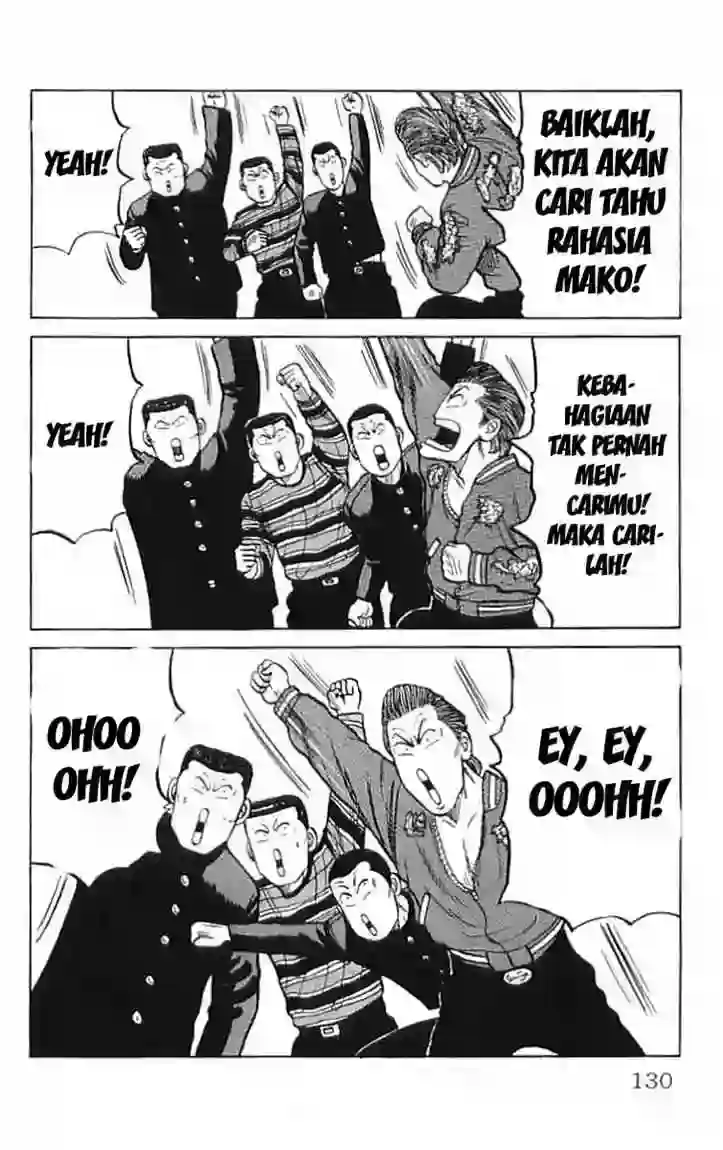 BAIKLAH,
KITA AKAN
CARI TAHU
RAHASIA
MAKO!
YEAH!
KEBA-
HAGIAAN
TAK PERNAH
MEN-
CARIMU!
MAKA CARI-
LAH!
YEAH!
EY, EY,
OOOHH!
OHOO
OHH!
130